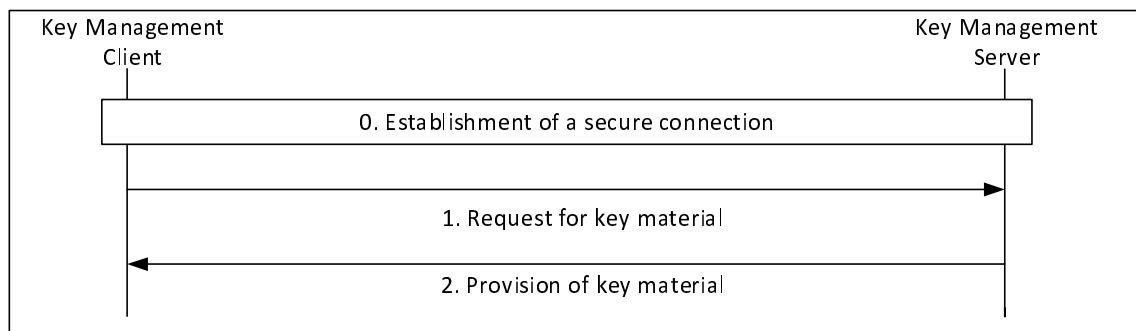 Key Management
Client
Key Management
Server
0. Establishment of a secure connection
1. Request for key material
2. Provision of key material